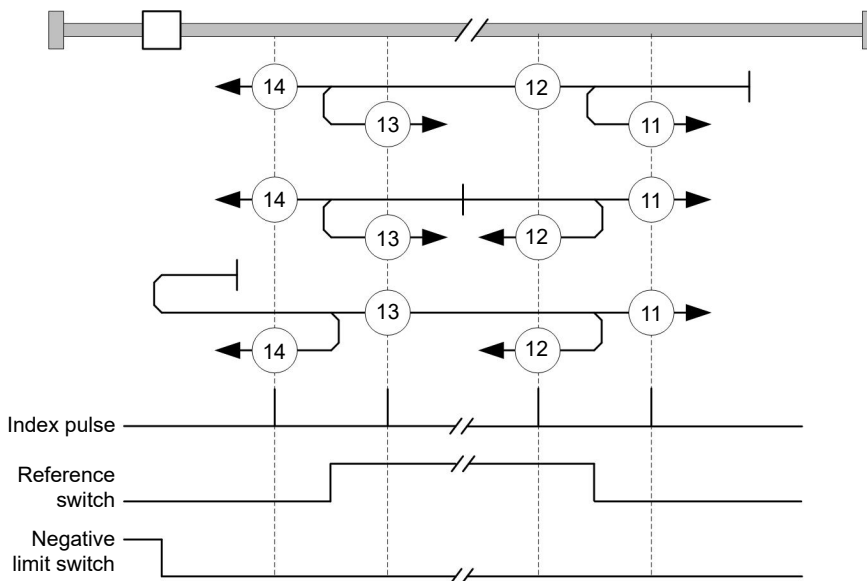 14
12
13
11
14
11
13
12
13
11
14
12
Index pulse
Reference
switch
Negative
limit switch